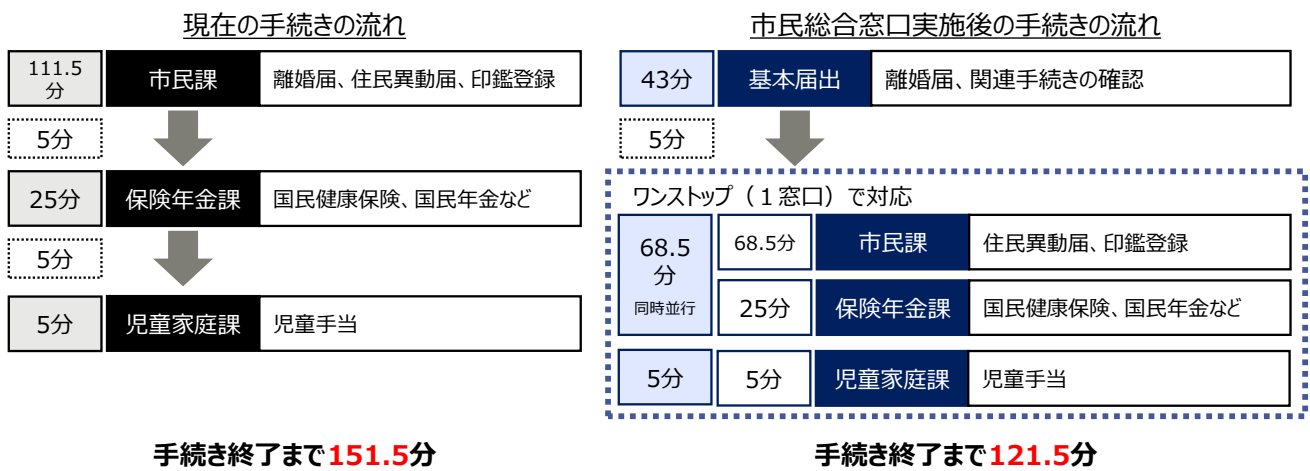 現在の手続きの流れ
111.5
分
市民課
離婚届、住民異動届、印鑑登録
5分
25分
保険年金課
国民健康保険、国民年金など
5分
5分
児童家庭課
児童手当
手続き終了まで151.5分
市民総合窓口実施後の手続きの流れ
43分
基本届出
離婚届、関連手続きの確認
5分
ワンストップ（１窓口）で対応
68.5
分
同時並行
68.5分
市民課
住民異動届、印鑑登録
25分
保険年金課
国民健康保険、国民年金など
5分
5分
児童家庭課
児童手当
手続き終了まで121.5分